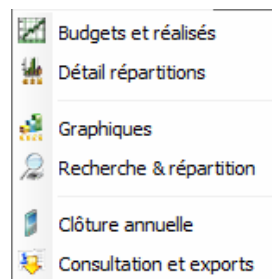 Budgets et réalisés
Détail répartitions
Graphiques
Recherche & répartition
Clôture annuelle
Consultation et exports